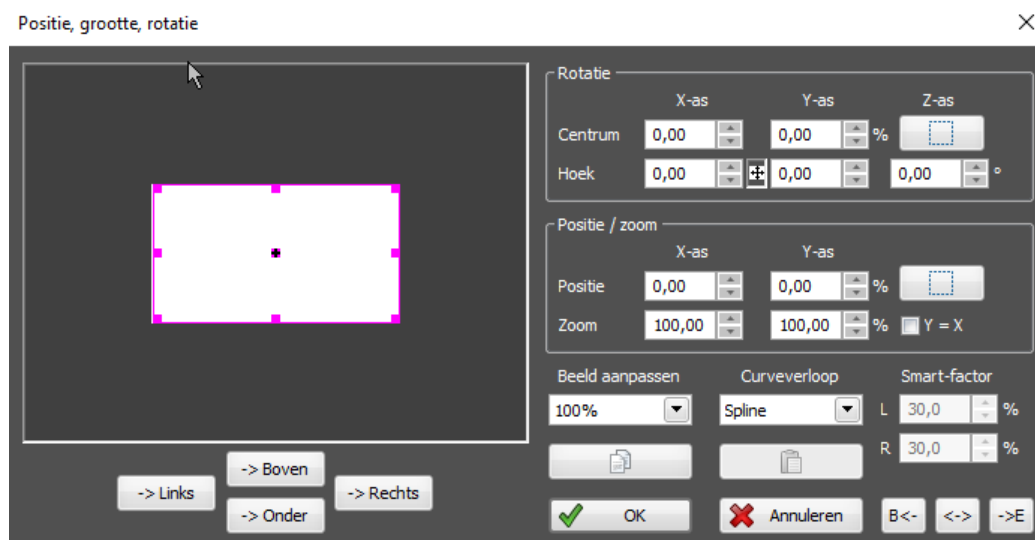 Positie, grootte, rotatie
Rotatie
X-as Y-as Z-as
Centrum 0,00 0,00 %
Hoek 0,00 0,00 0,00 °
Positie / zoom
X-as Y-as
Positie 0,00 0,00 %
Zoom 100,00 100,00 % Y = X
Beeld aanpassen Curveverloop Smart-factor
100% Spline L 30,0 %
R 30,0 %
-> Boven
-> Links -> Rechts
-> Onder
OK Annuleren B<- <-> ->E